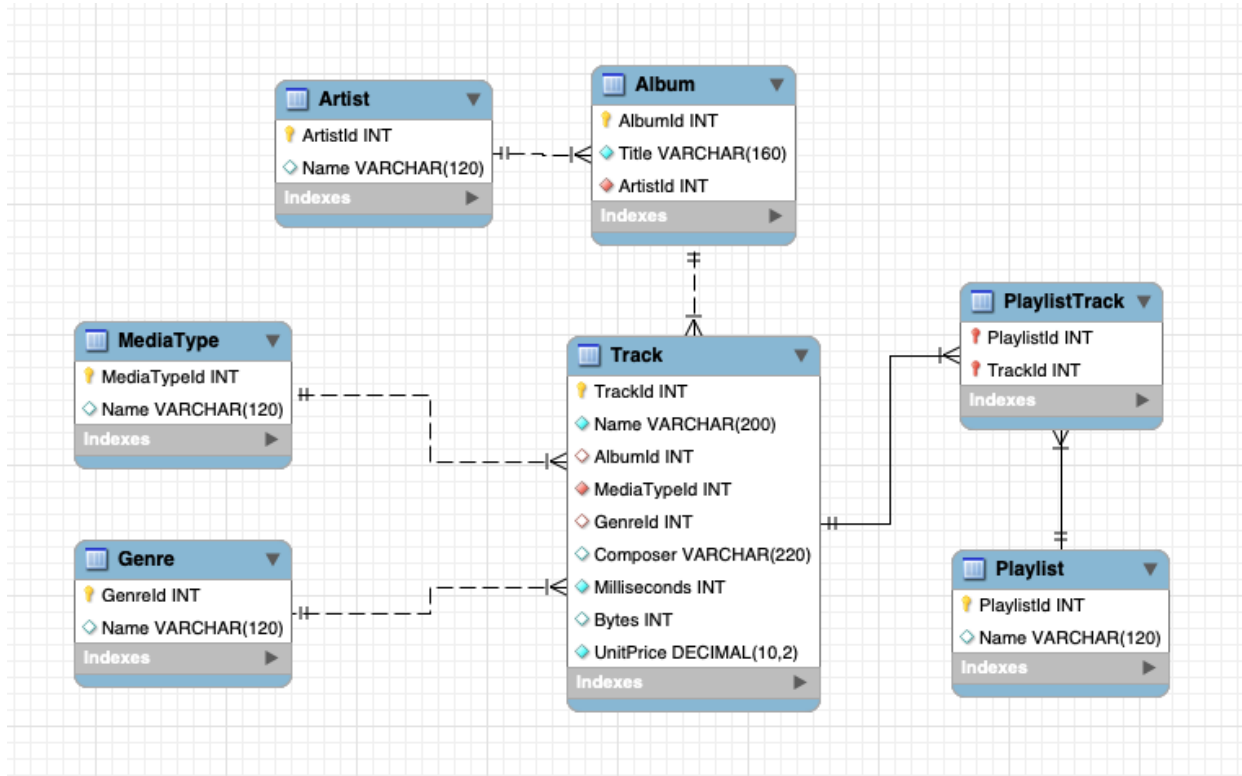 Artist
ArtistId INT
Name VARCHAR(120)
Indexes
Album
AlbumId INT
Title VARCHAR(160)
ArtistId INT
Indexes
MediaType
MediaTypeId INT
Name VARCHAR(120)
Indexes
Genre
GenreId INT
Name VARCHAR(120)
Indexes
Track
TrackId INT
Name VARCHAR(200)
AlbumId INT
MediaTypeId INT
GenreId INT
Composer VARCHAR(220)
Milliseconds INT
Bytes INT
UnitPrice DECIMAL(10,2)
Indexes
PlaylistTrack
PlaylistId INT
TrackId INT
Indexes
Playlist
PlaylistId INT
Name VARCHAR(120)
Indexes